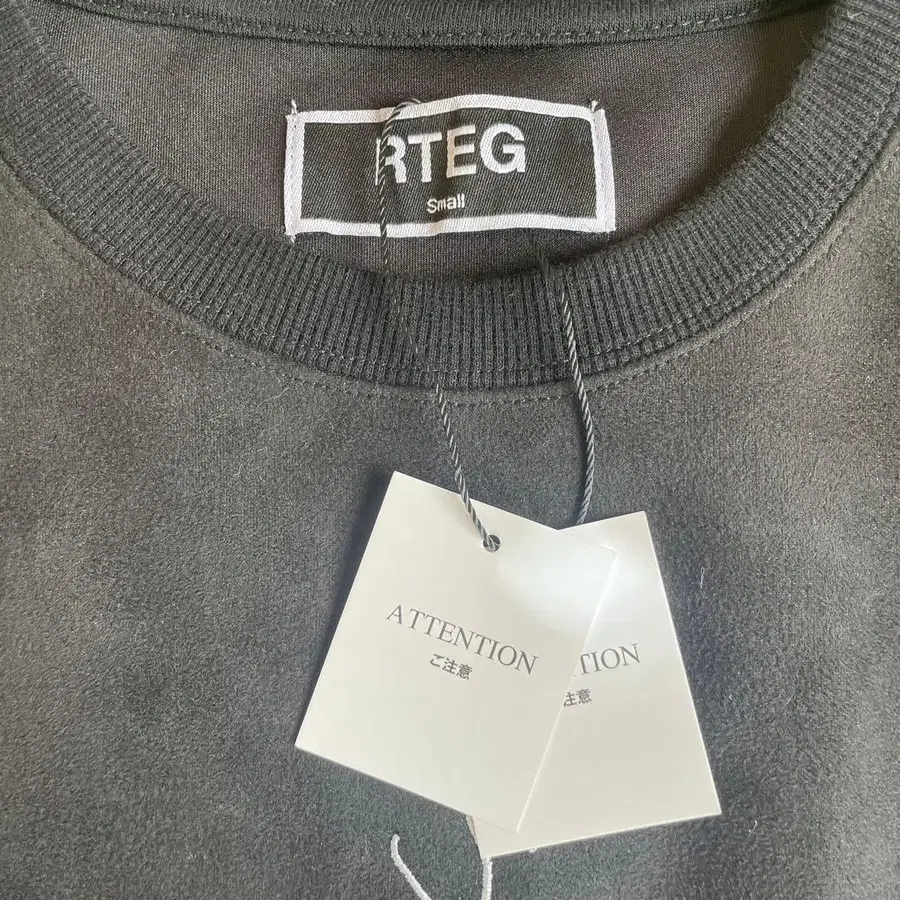 RTEG
Small
ATTENTION
ご注意
TION
注意